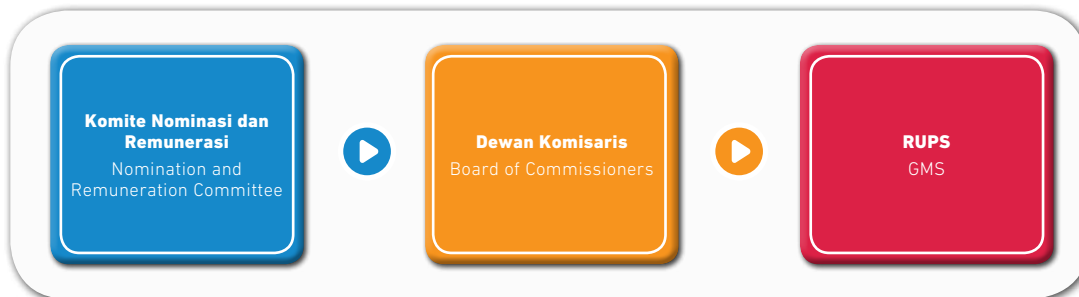 Komite Nominasi dan
Remunerasi
Nomination and
Remuneration Committee
Dewan Komisaris
Board of Commissioners
RUPS
GMS